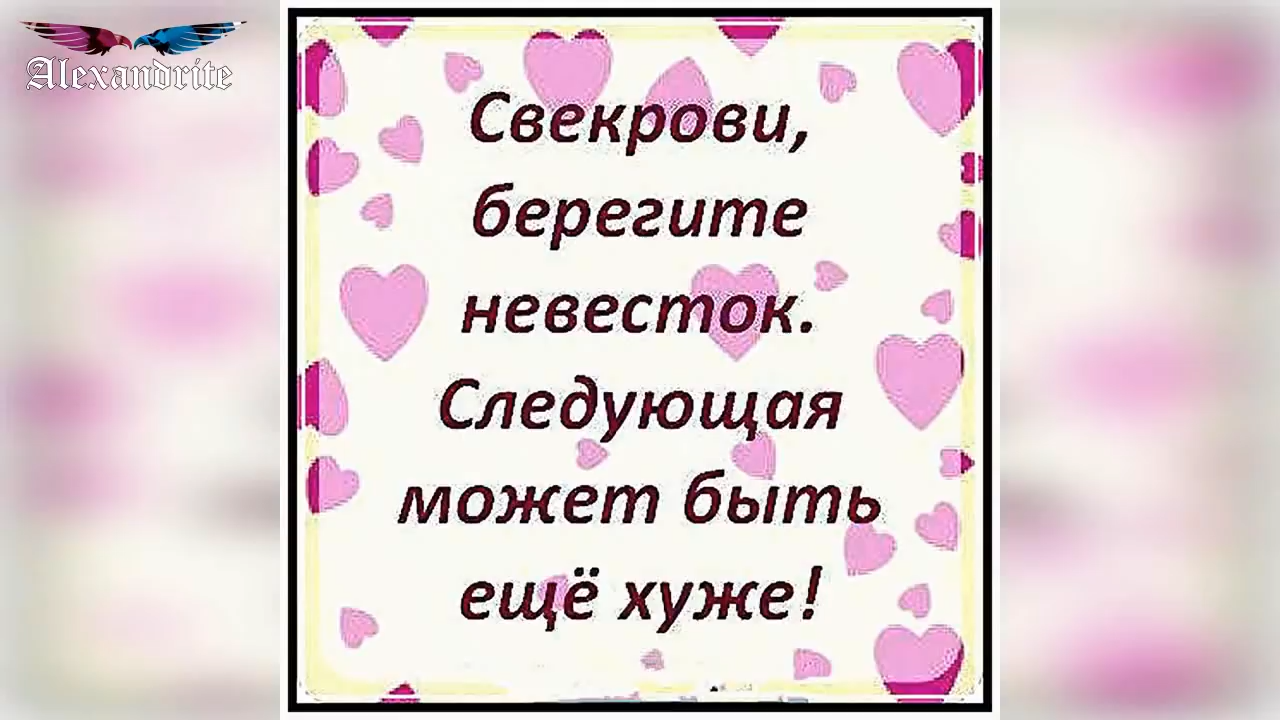 Alexandrite
Свекрови,
берегите
невесток.
Следующая
может быть
ещё хуже!